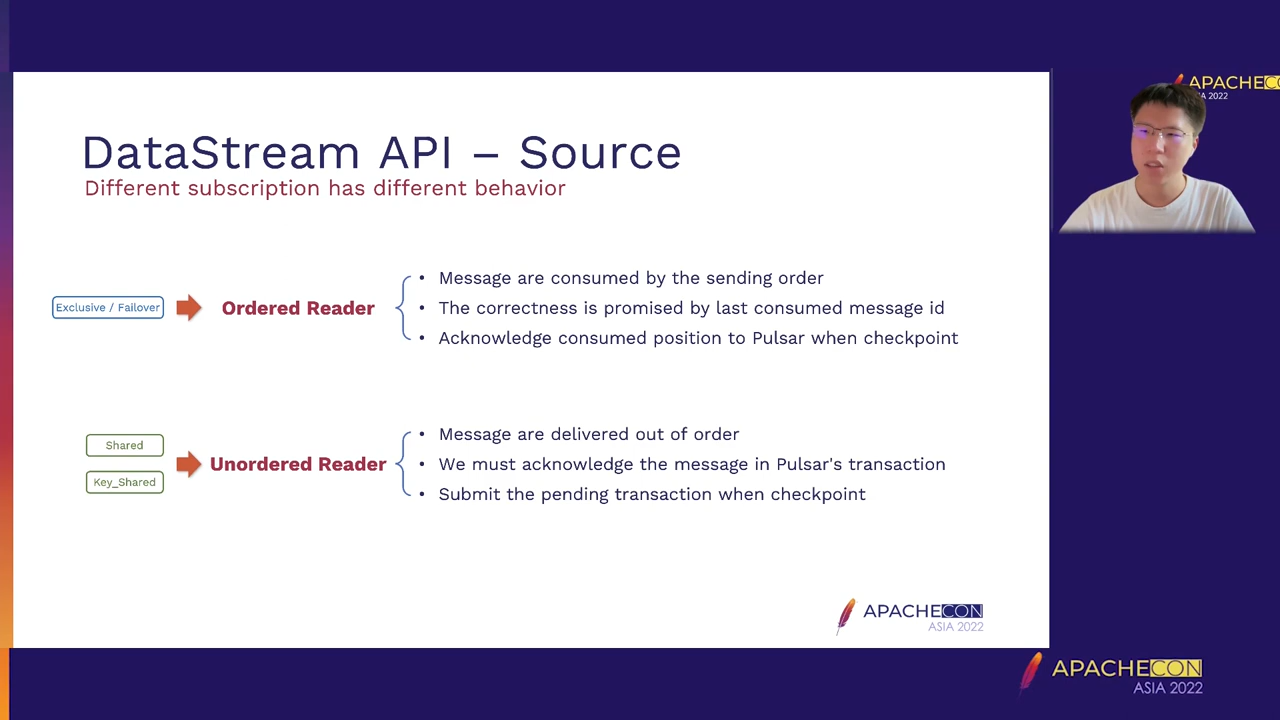 DataStream API – Source
Different subscription has different behavior
Exclusive / Failover
Ordered Reader
• Message are consumed by the sending order
• The correctness is promised by last consumed message id
• Acknowledge consumed position to Pulsar when checkpoint
Shared
Key_Shared
Unordered Reader
• Message are delivered out of order
• We must acknowledge the message in Pulsar's transaction
• Submit the pending transaction when checkpoint
APACHECON
ASIA 2022
APACHECO
IA 2022
APACHECON
ASIA 2022